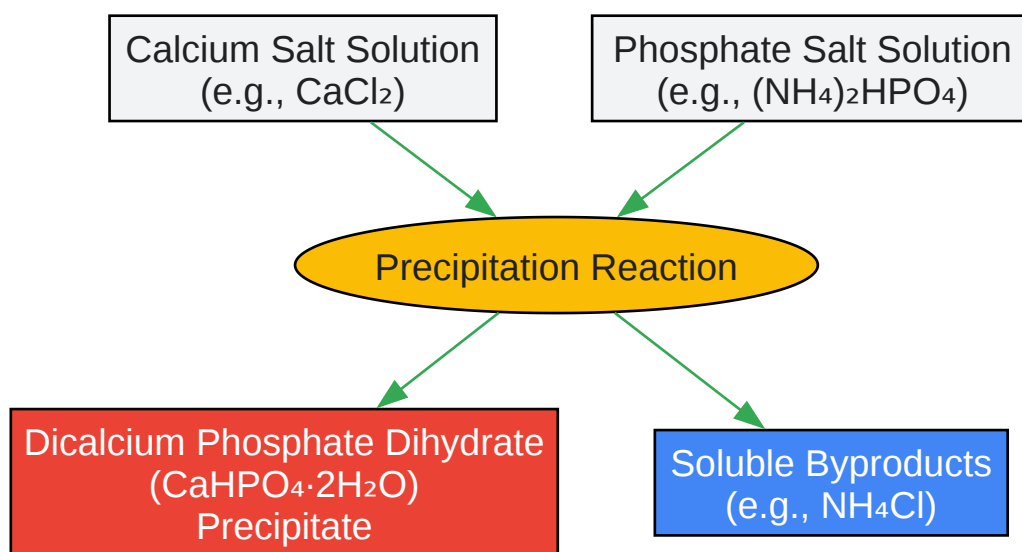 Calcium Salt Solution
(e.g., CaCl₂)
Phosphate Salt Solution
(e.g., (NH₄)₂HPO₄)
Precipitation Reaction
Dicalcium Phosphate Dihydrate
(CaHPO₄·2H₂O)
Precipitate
Soluble Byproducts
(e.g., NH₄Cl)